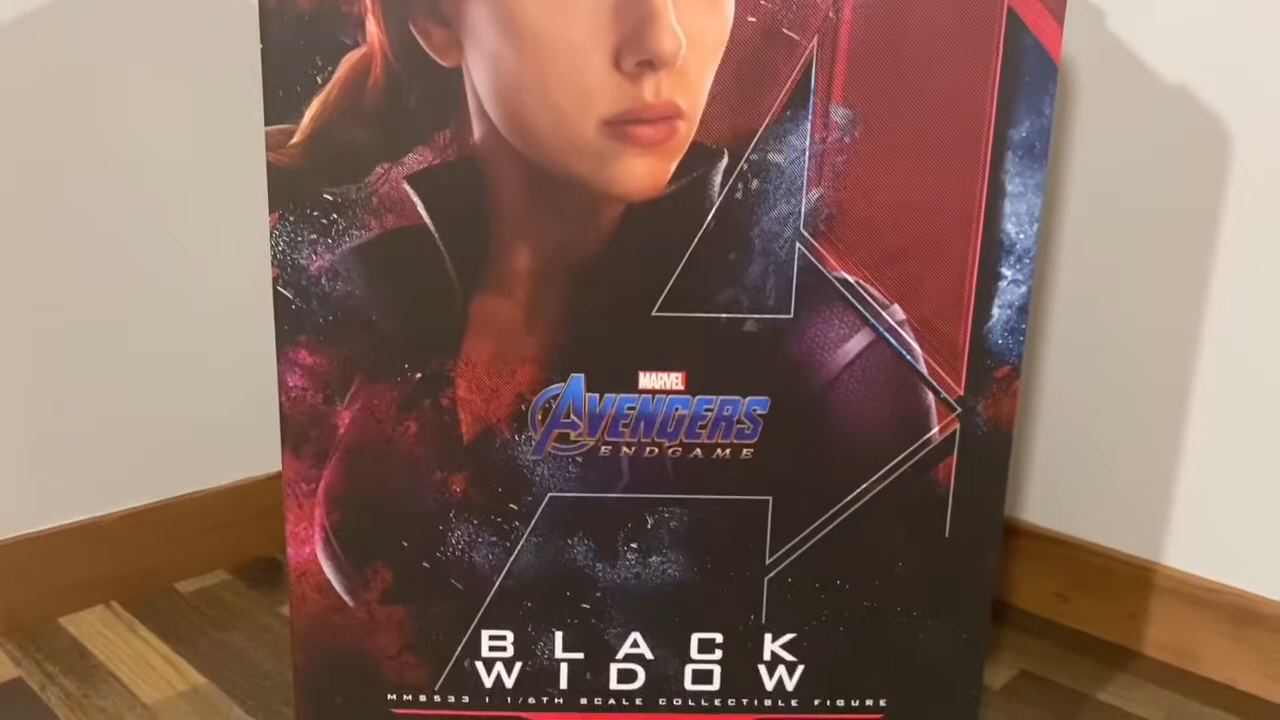 MARVEL
AVENGERS
ENDGAME
BLACK
WIDOW
MMS533 | 1/6TH SCALE COLLECTIBLE FIGURE